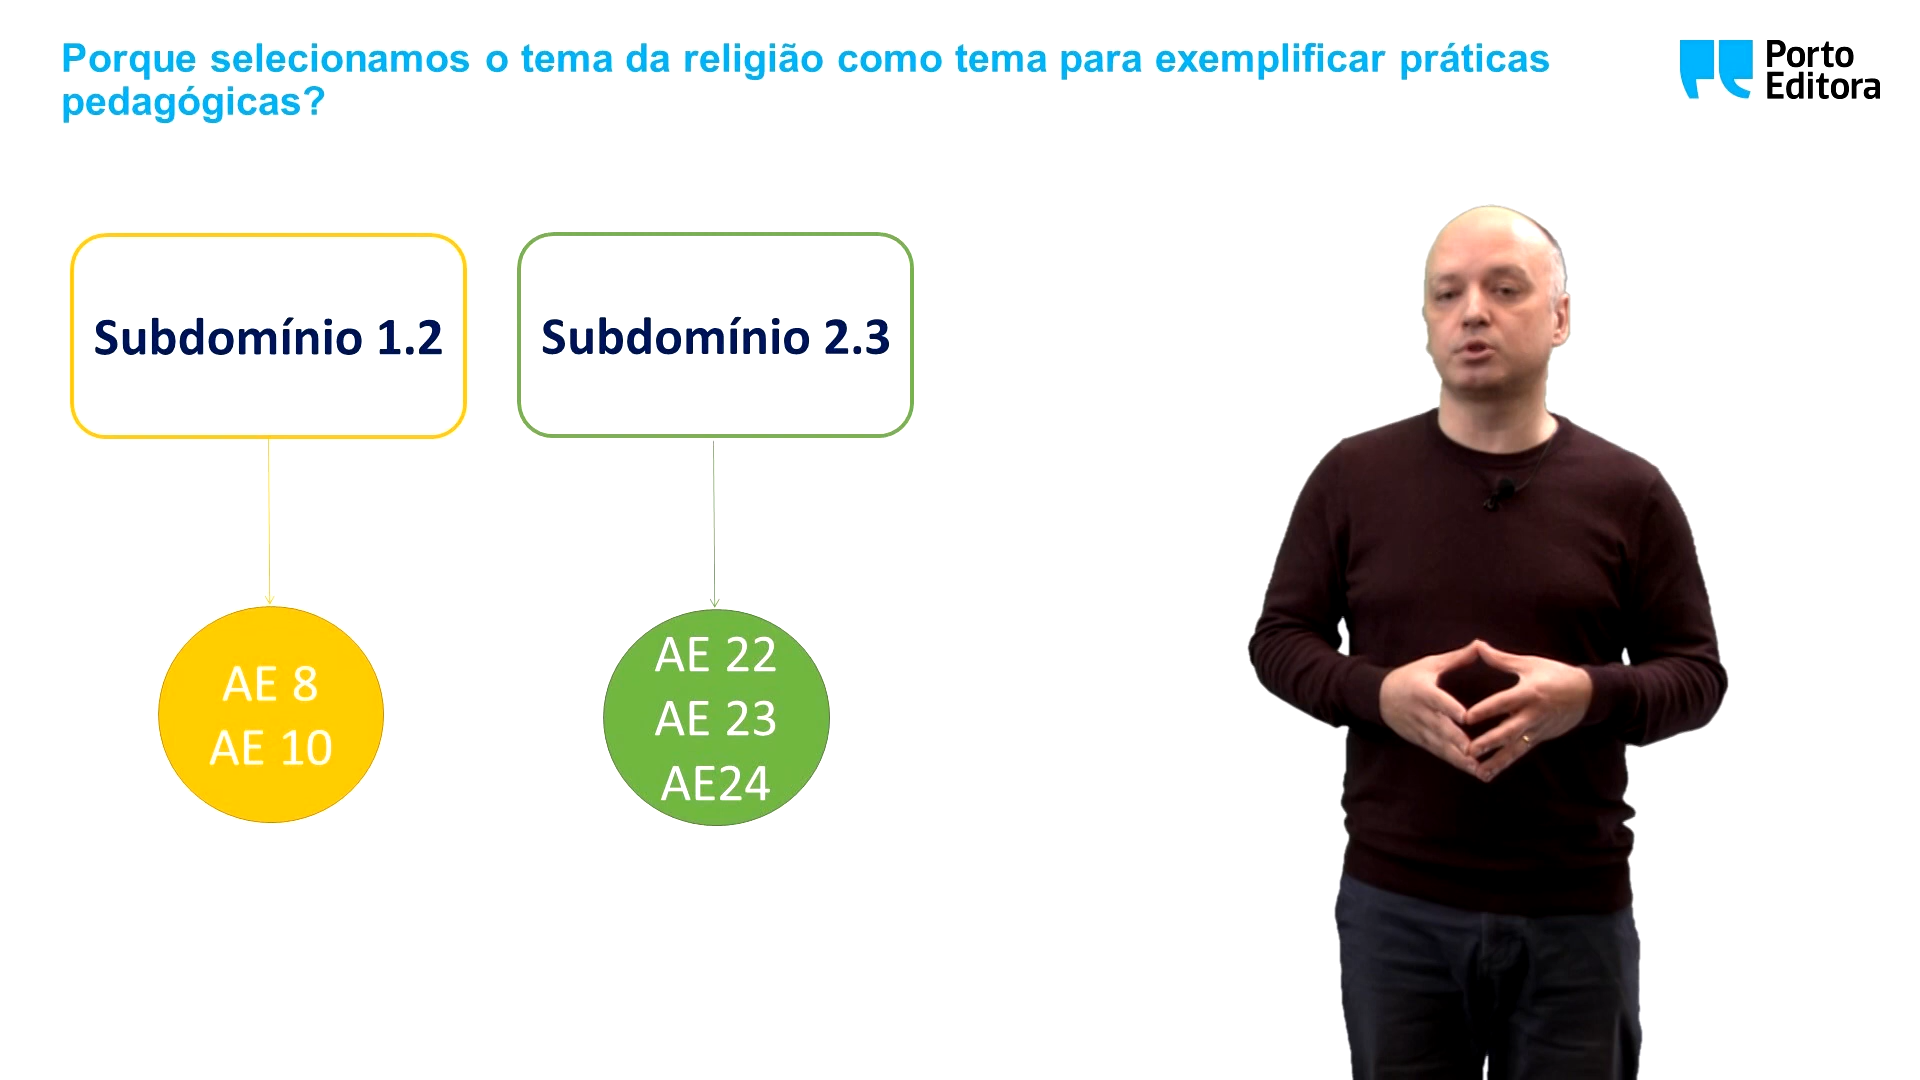 Porque selecionamos o tema da religião como tema para exemplificar práticas
pedagógicas?
Porto
Editora
Subdomínio 1.2
Subdomínio 2.3
AE 8
AE 10
AE 22
AE 23
AE24